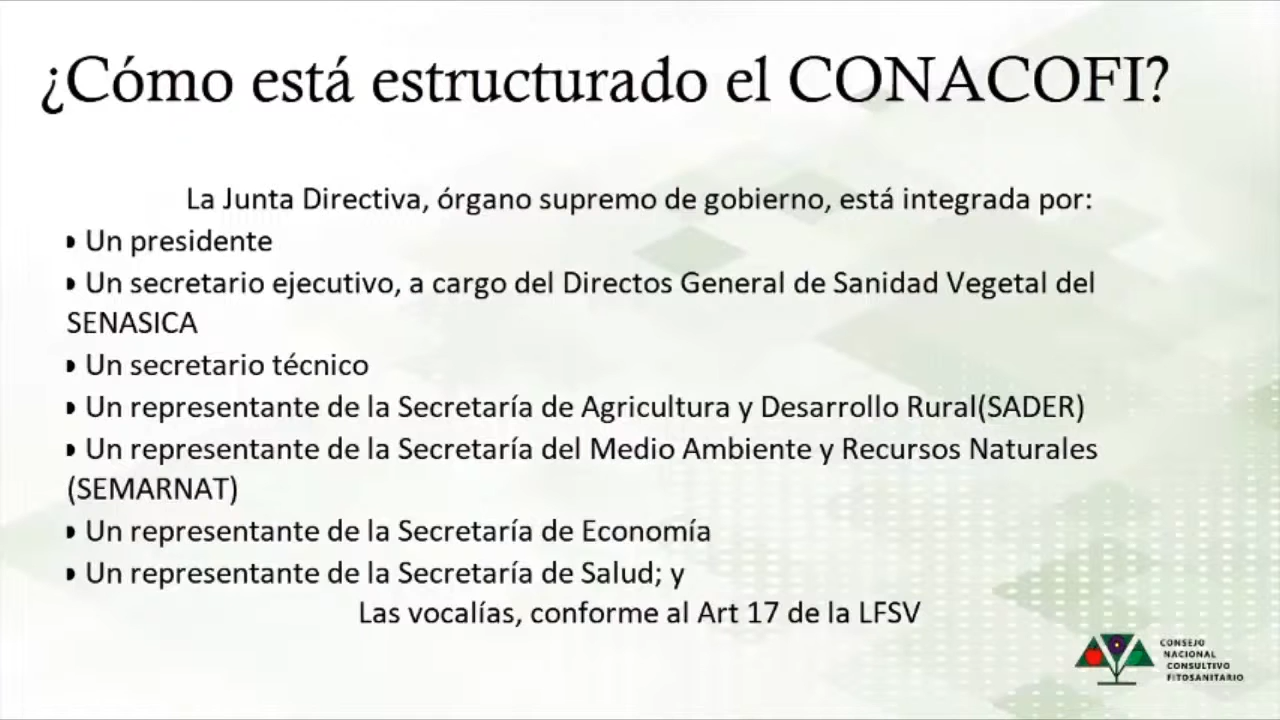 ¿Cómo está estructurado el CONACOFI?
La Junta Directiva, órgano supremo de gobierno, está integrada por:
◗ Un presidente
◗ Un secretario ejecutivo, a cargo del Directos General de Sanidad Vegetal del
SENASICA
◗ Un secretario técnico
◗ Un representante de la Secretaría de Agricultura y Desarrollo Rural(SADER)
◗ Un representante de la Secretaría del Medio Ambiente y Recursos Naturales
(SEMARNAT)
◗ Un representante de la Secretaría de Economía
◗ Un representante de la Secretaría de Salud; y
Las vocalías, conforme al Art 17 de la LFSV
CONSEJO
NACIONAL
CONSULTIVO
FITOSANITARIO